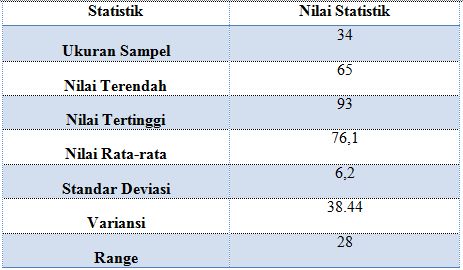 Statistik Nilai Statistik
Ukuran Sampel 34
Nilai Terendah 65
Nilai Tertinggi 93
Nilai Rata-rata 76,1
Standar Deviasi 6,2
Variansi 38.44
Range 28